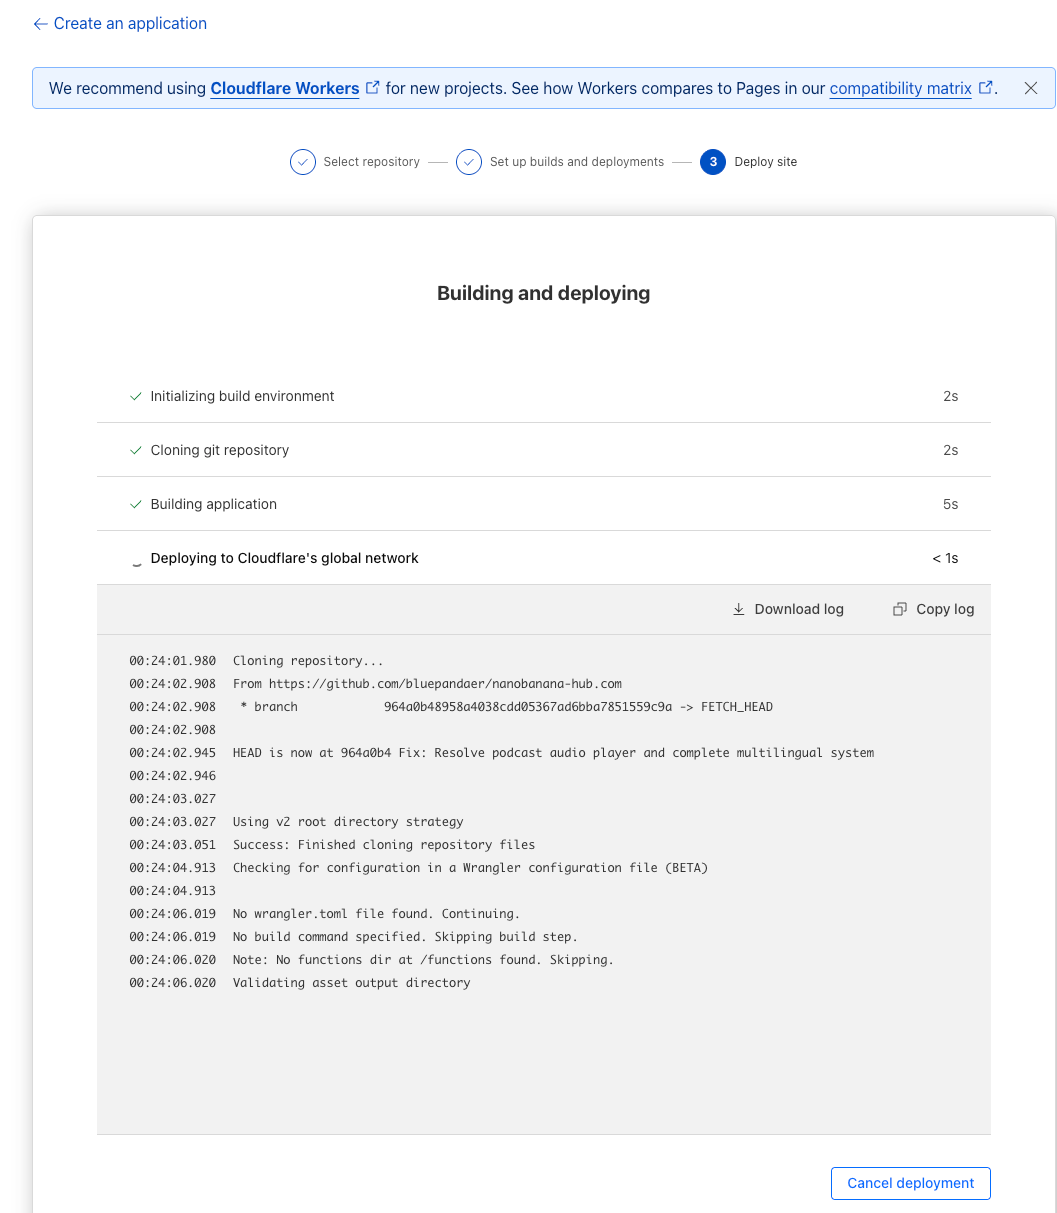 ← Create an application
We recommend using Cloudflare Workers for new projects. See how Workers compares to Pages in our compatibility matrix.
Select repository
Set up builds and deployments
3 Deploy site
Building and deploying
Initializing build environment 2s
Cloning git repository 2s
Building application 5s
Deploying to Cloudflare's global network < 1s
Download log Copy log
00:24:01.980 Cloning repository...
00:24:02.908 From https://github.com/bluepandaer/nanobanana-hub.com
00:24:02.908  * branch            964a0b48958a4038cdd05367ad6bba7851559c9a -> FETCH_HEAD
00:24:02.908
00:24:02.945 HEAD is now at 964a0b4 Fix: Resolve podcast audio player and complete multilingual system
00:24:02.946
00:24:03.027
00:24:03.027 Using v2 root directory strategy
00:24:03.051 Success: Finished cloning repository files
00:24:04.913 Checking for configuration in a Wrangler configuration file (BETA)
00:24:04.913
00:24:06.019 No wrangler.toml file found. Continuing.
00:24:06.019 No build command specified. Skipping build step.
00:24:06.020 Note: No functions dir at /functions found. Skipping.
00:24:06.020 Validating asset output directory
Cancel deployment